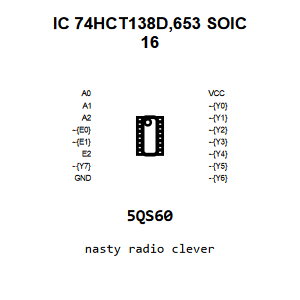 IC 74HCT138D,653 SOIC
16
A0
A1
A2
~{E0}
~{E1}
E2
~{Y7}
GND
VCC
~{Y0}
~{Y1}
~{Y2}
~{Y3}
~{Y4}
~{Y5}
~{Y6}
5QS60
nasty radio clever